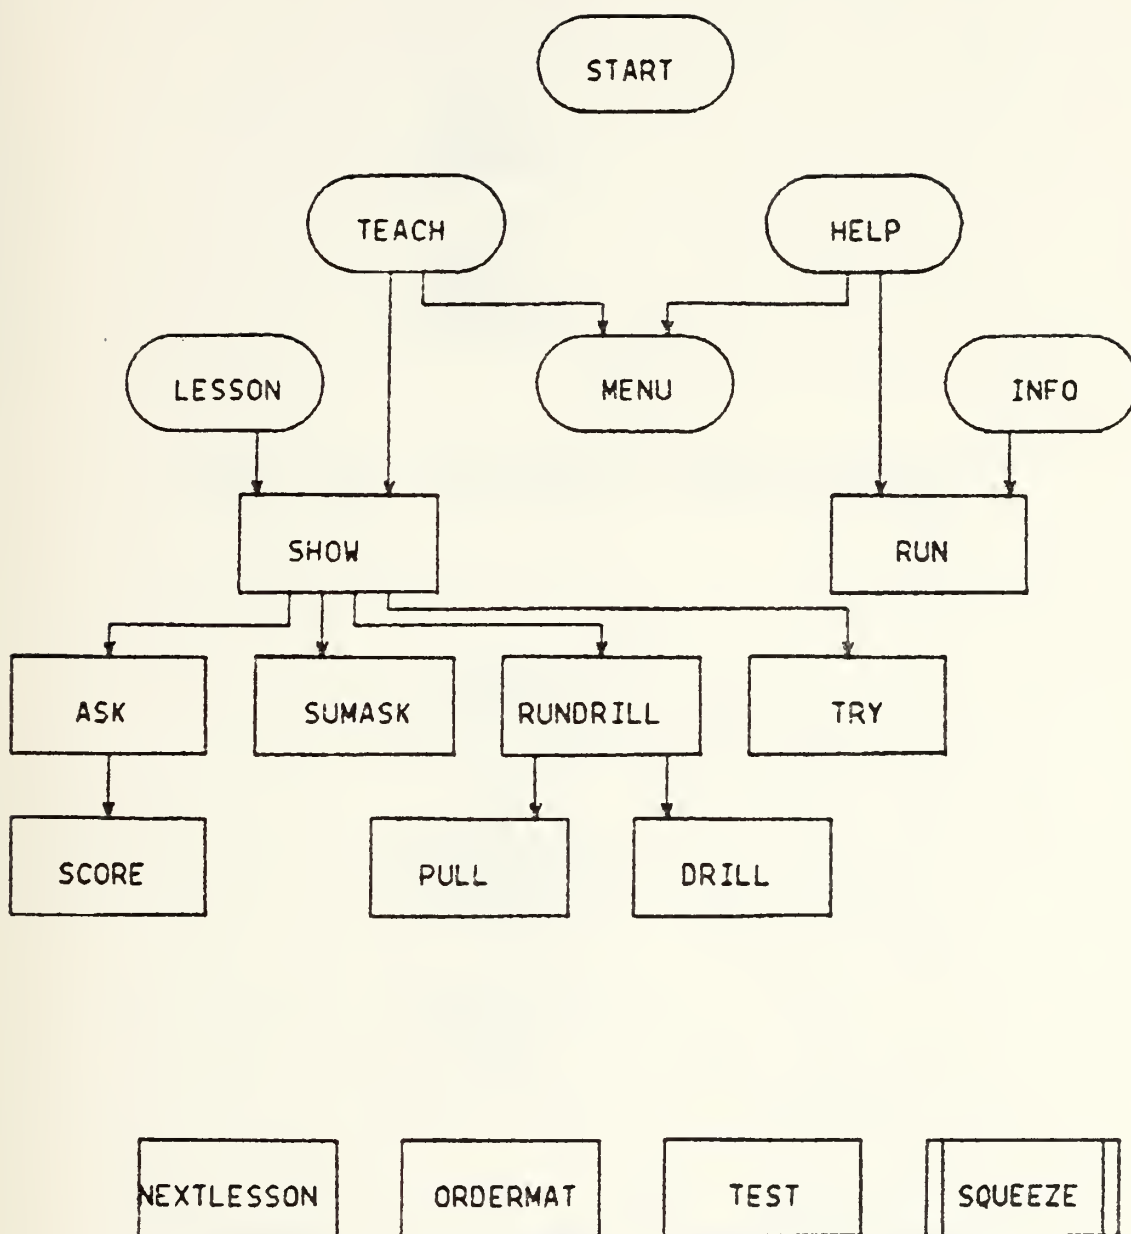 START
TEACH
HELP
LESSON
MENU
INFO
SHOW
RUN
ASK
SUMASK
RUNDRILL
TRY
SCORE
PULL
DRILL
NEXTLESSON
ORDERMAT
TEST
SQUEEZE